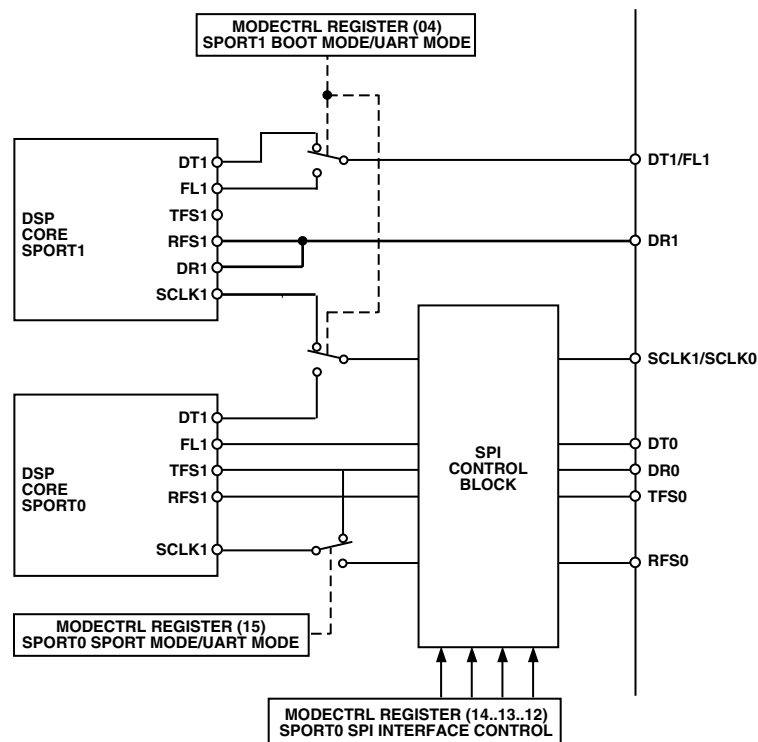 MODECTRL REGISTER (04)
SPORT1 BOOT MODE/UART MODE
DSP
CORE
SPORT1
DT1
FL1
TFS1
RFS1
DR1
SCLK1
DT1/FL1
DR1
SCLK1/SCLK0
DSP
CORE
SPORT0
DT1
FL1
TFS1
RFS1
SCLK1
SPI
CONTROL
BLOCK
DT0
DR0
TFS0
RFS0
MODECTRL REGISTER (15)
SPORT0 SPORT MODE/UART MODE
MODECTRL REGISTER (14..13..12)
SPORT0 SPI INTERFACE CONTROL